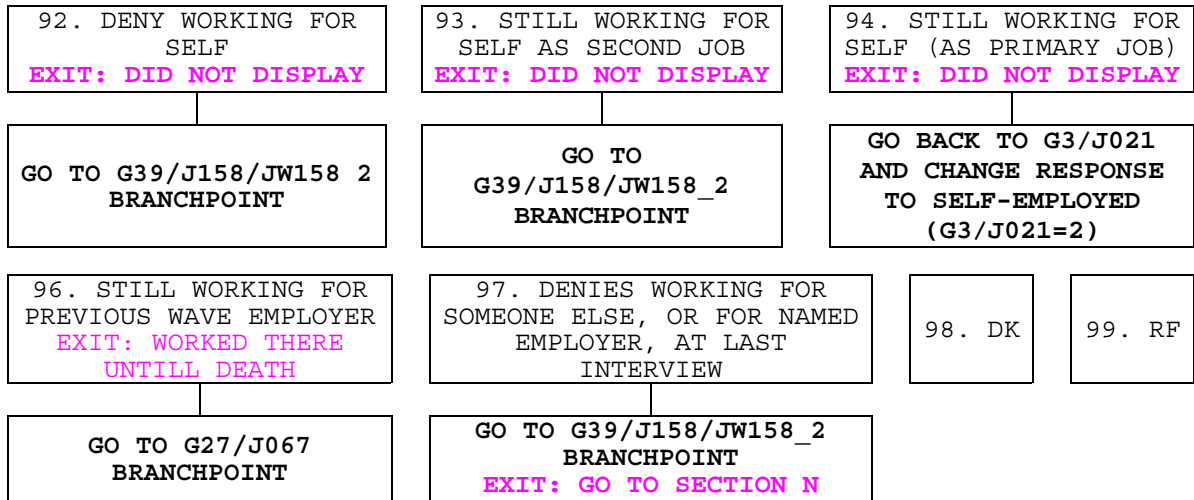 92. DENY WORKING FOR
SELF
EXIT: DID NOT DISPLAY
93. STILL WORKING FOR
SELF AS SECOND JOB
EXIT: DID NOT DISPLAY
94. STILL WORKING FOR
SELF (AS PRIMARY JOB)
EXIT: DID NOT DISPLAY
GO TO G39/J158/JW158 2
BRANCHPOINT
GO TO
G39/J158/JW158_2
BRANCHPOINT
GO BACK TO G3/J021
AND CHANGE RESPONSE
TO SELF-EMPLOYED
(G3/J021=2)
96. STILL WORKING FOR
PREVIOUS WAVE EMPLOYER
EXIT: WORKED THERE
UNTILL DEATH
97. DENIES WORKING FOR
SOMEONE ELSE, OR FOR NAMED
EMPLOYER, AT LAST
INTERVIEW
98. DK
99. RF
GO TO G27/J067
BRANCHPOINT
GO TO G39/J158/JW158_2
BRANCHPOINT
EXIT: GO TO SECTION N